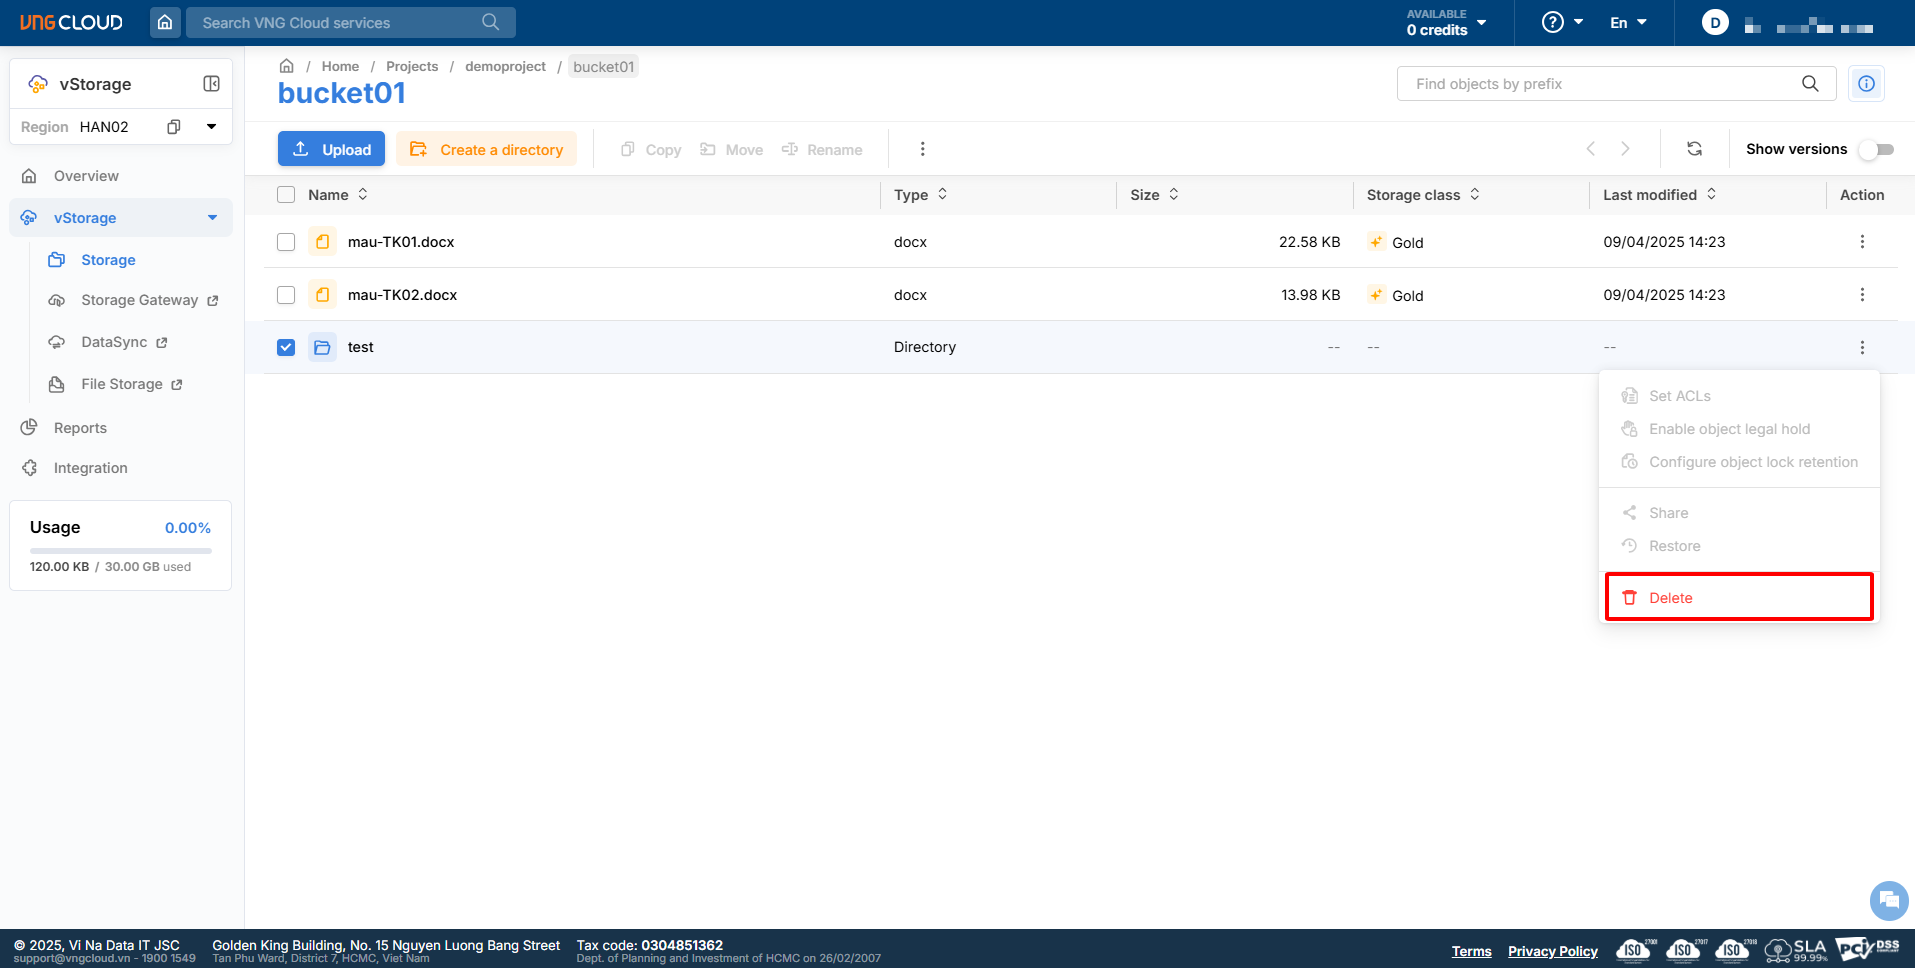 VNG CLOUD
Search VNG Cloud services
AVAILABLE
0 credits
?
En
D
vStorage
Region HAN02
Overview
vStorage
Storage
Storage Gateway
DataSync
File Storage
Reports
Integration
Usage 0.00%
120.00 KB / 30.00 GB used
/ Home / Projects / demoproject / bucket01
bucket01
Find objects by prefix
Upload
Create a directory
Copy
Move
Rename
Show versions
Name Type Size Storage class Last modified Action
mau-TK01.docx docx 22.58 KB Gold 09/04/2025 14:23
mau-TK02.docx docx 13.98 KB Gold 09/04/2025 14:23
test Directory -- -- --
Set ACLs
Enable object legal hold
Configure object lock retention
Share
Restore
Delete
© 2025, Vi Na Data IT JSC
support@vngcloud.vn - 1900 1549
Golden King Building, No. 15 Nguyen Luong Bang Street
Tan Phu Ward, District 7, HCMC, Viet Nam
Tax code: 0304851362
Dept. of Planning and Investment of HCMC on 26/02/2007
Terms
Privacy Policy
ISO 27001
ISO 27017
ISO 27018
SLA
99.99%
PCI DSS